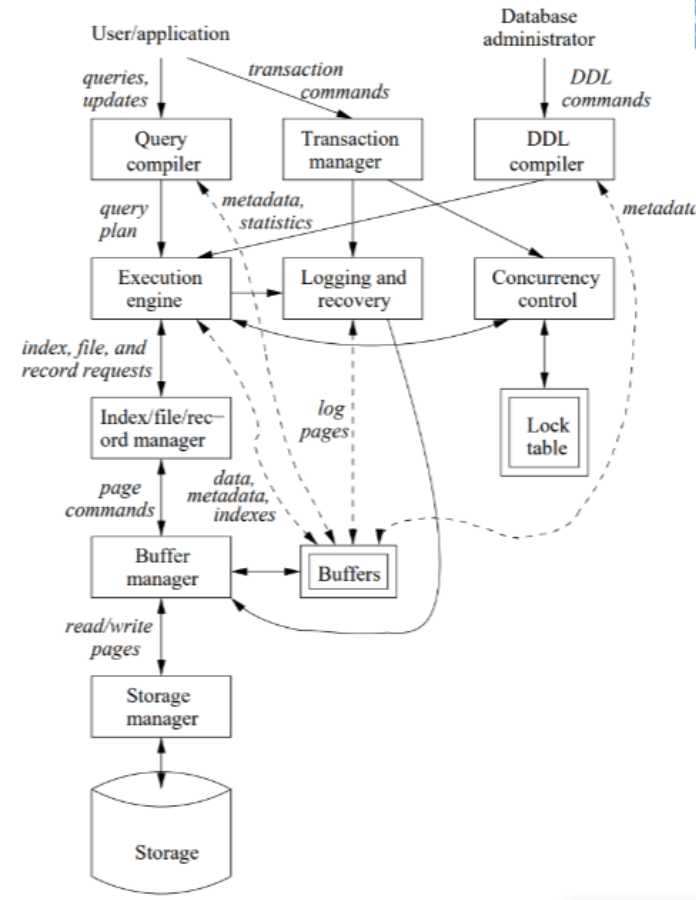 User/application
Database
administrator
queries,
updates
transaction
commands
DDL
commands
Query
compiler
Transaction
manager
DDL
compiler
query
plan
metadata,
statistics
metadata
Execution
engine
Logging and
recovery
Concurrency
control
index, file, and
record requests
Index/file/rec–
ord manager
log
pages
Lock
table
page
commands
data,
metadata,
indexes
Buffer
manager
Buffers
read/write
pages
Storage
manager
Storage